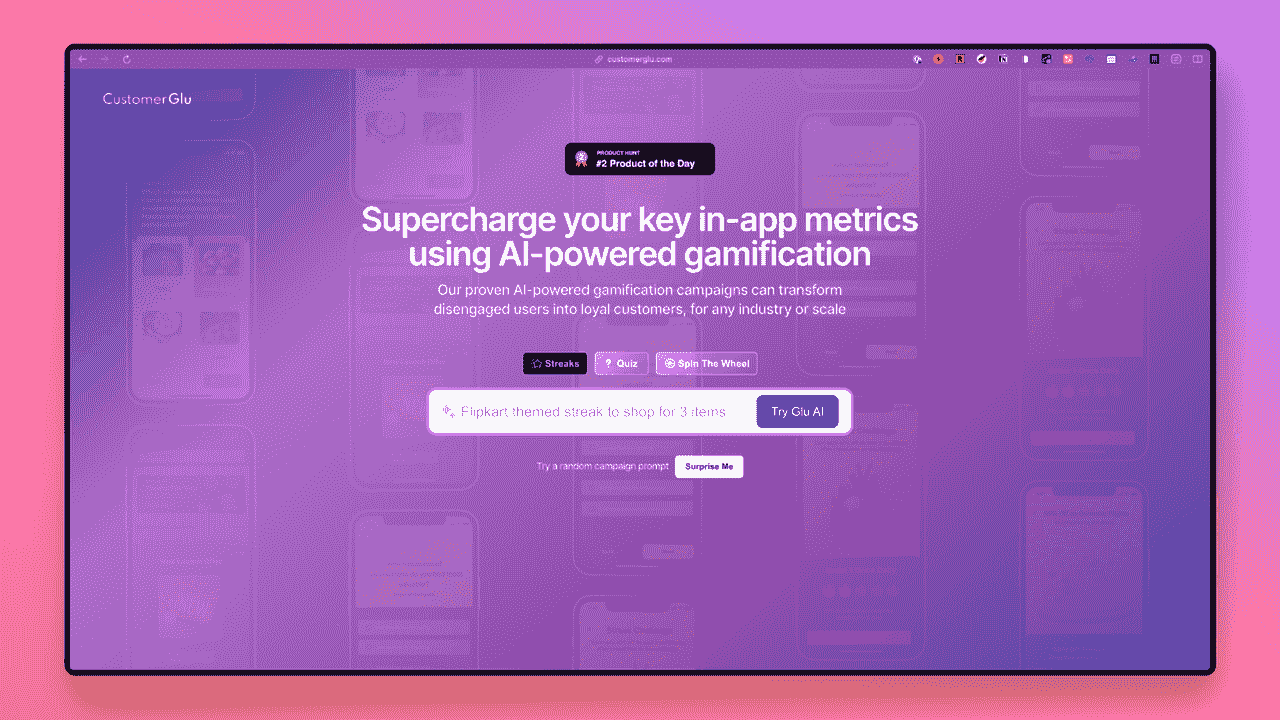 customerglu.com
CustomerGlu
PRODUCT HUNT
#2 Product of the Day
Supercharge your key in-app metrics
using AI-powered gamification
Our proven AI-powered gamification campaigns can transform
disengaged users into loyal customers, for any industry or scale
Streaks
Quiz
Spin The Wheel
Flipkart themed streak to shop for 3 items
Try Glu AI
Try a random campaign prompt
Surprise Me